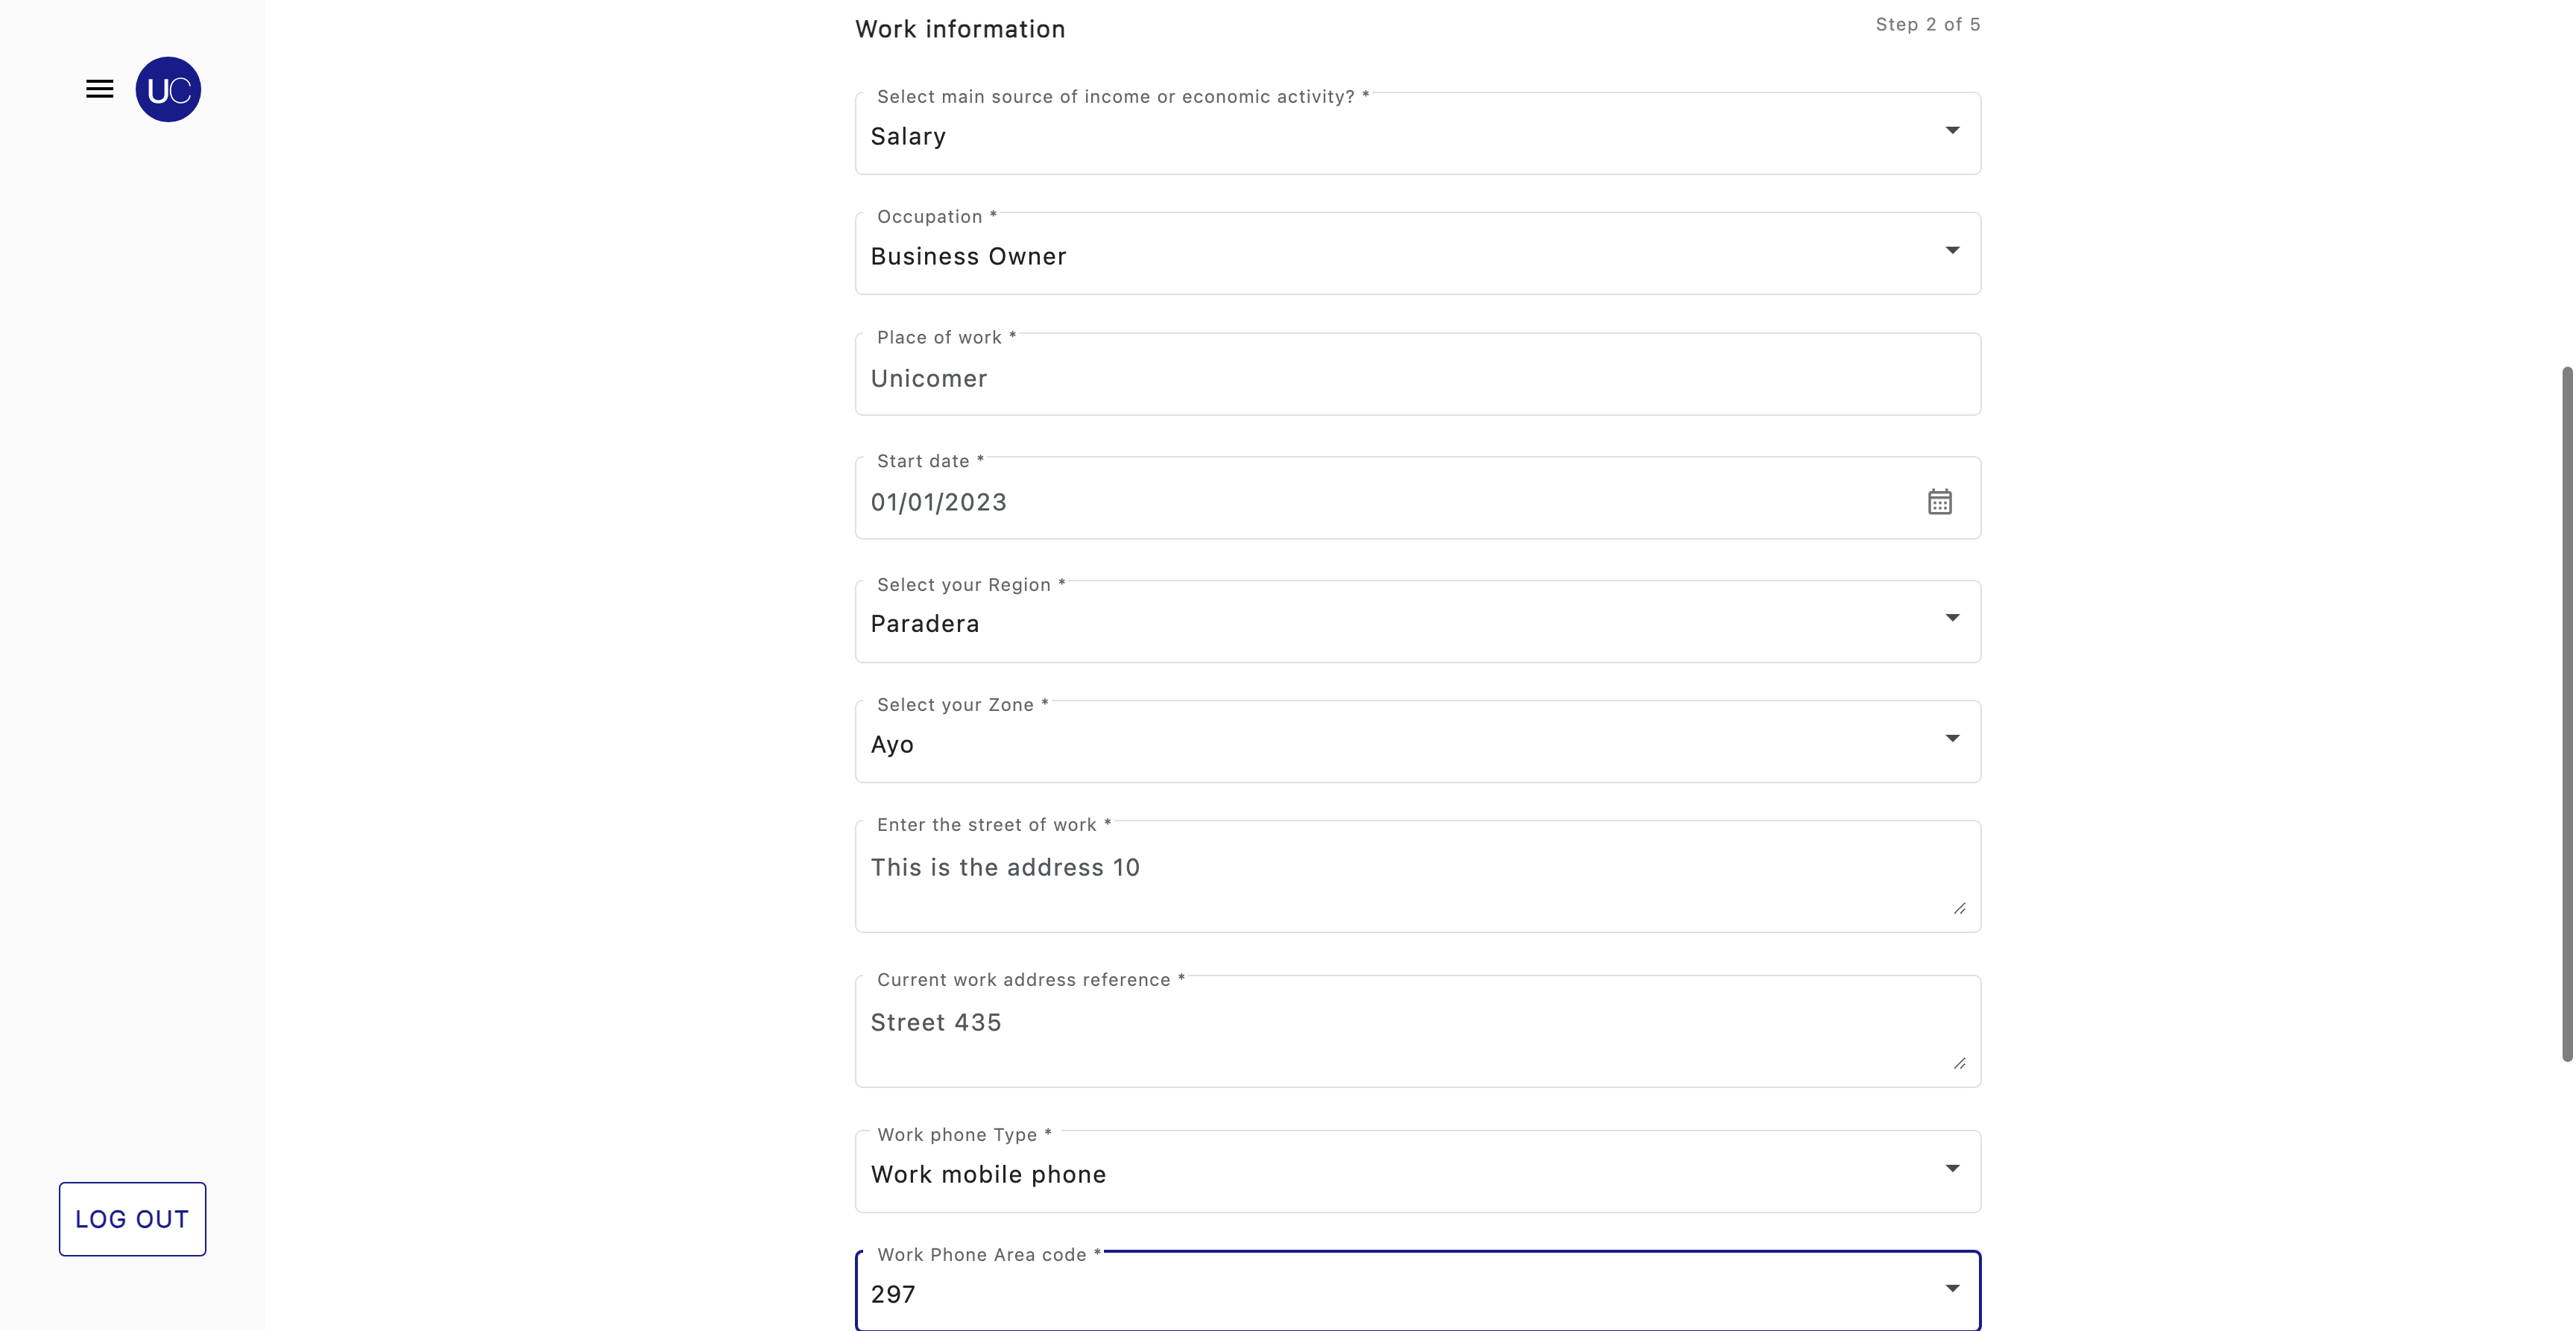 Work information
Step 2 of 5
UC
Select main source of income or economic activity? *
Salary
Occupation *
Business Owner
Place of work *
Unicomer
Start date *
01/01/2023
Select your Region *
Paradera
Select your Zone *
Ayo
Enter the street of work *
This is the address 10
Current work address reference *
Street 435
Work phone Type *
Work mobile phone
LOG OUT
Work Phone Area code *
297